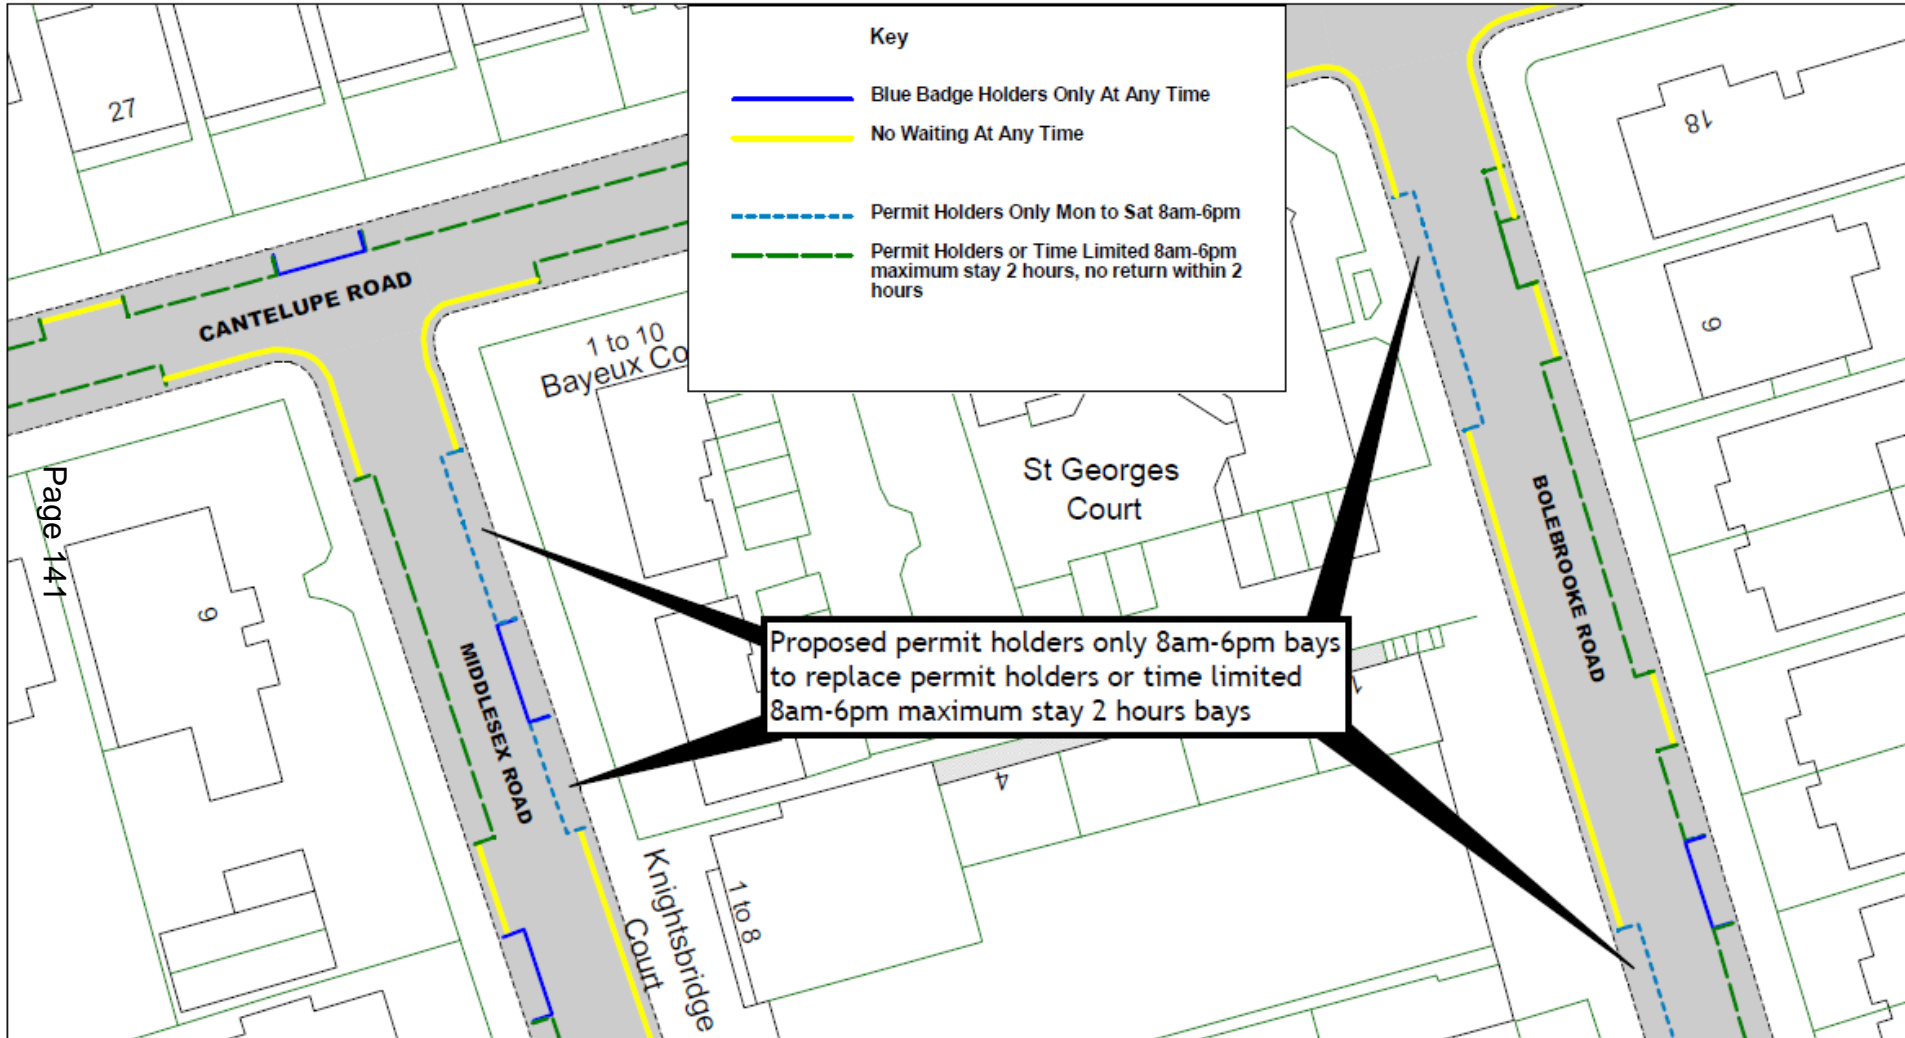 Key
Blue Badge Holders Only At Any Time
No Waiting At Any Time
Permit Holders Only Mon to Sat 8am-6pm
Permit Holders or Time Limited 8am-6pm
maximum stay 2 hours, no return within 2
hours
27
18
CANTELUPE ROAD
1 to 10
Bayeux Co
9
St Georges
Court
Page 141
BOLEBROOKE ROAD
9
MIDDLESEX ROAD
Proposed permit holders only 8am-6pm bays
to replace permit holders or time limited
8am-6pm maximum stay 2 hours bays
4
Knightsbridge
Court
1 to 8